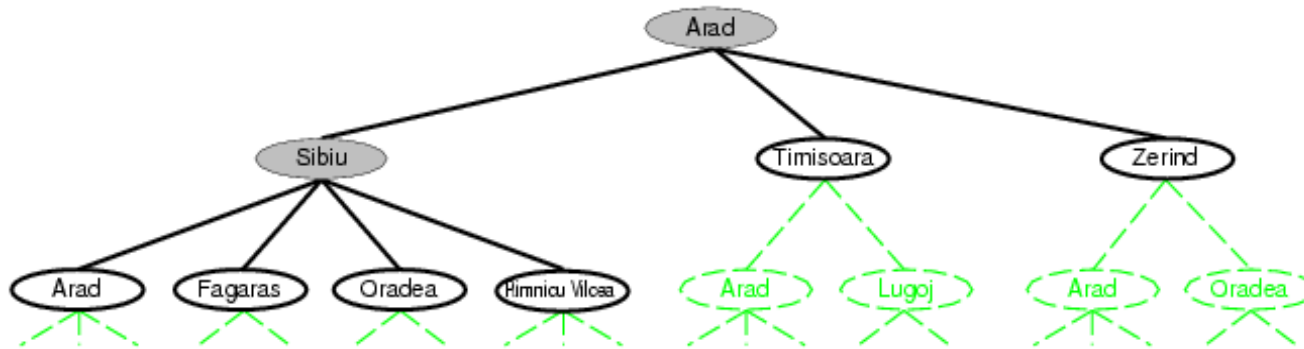 Arad
Sibiu
Timisoara
Zerind
Arad
Fagaras
Oradea
Rimnicu Vilcea
Arad
Lugoj
Arad
Oradea